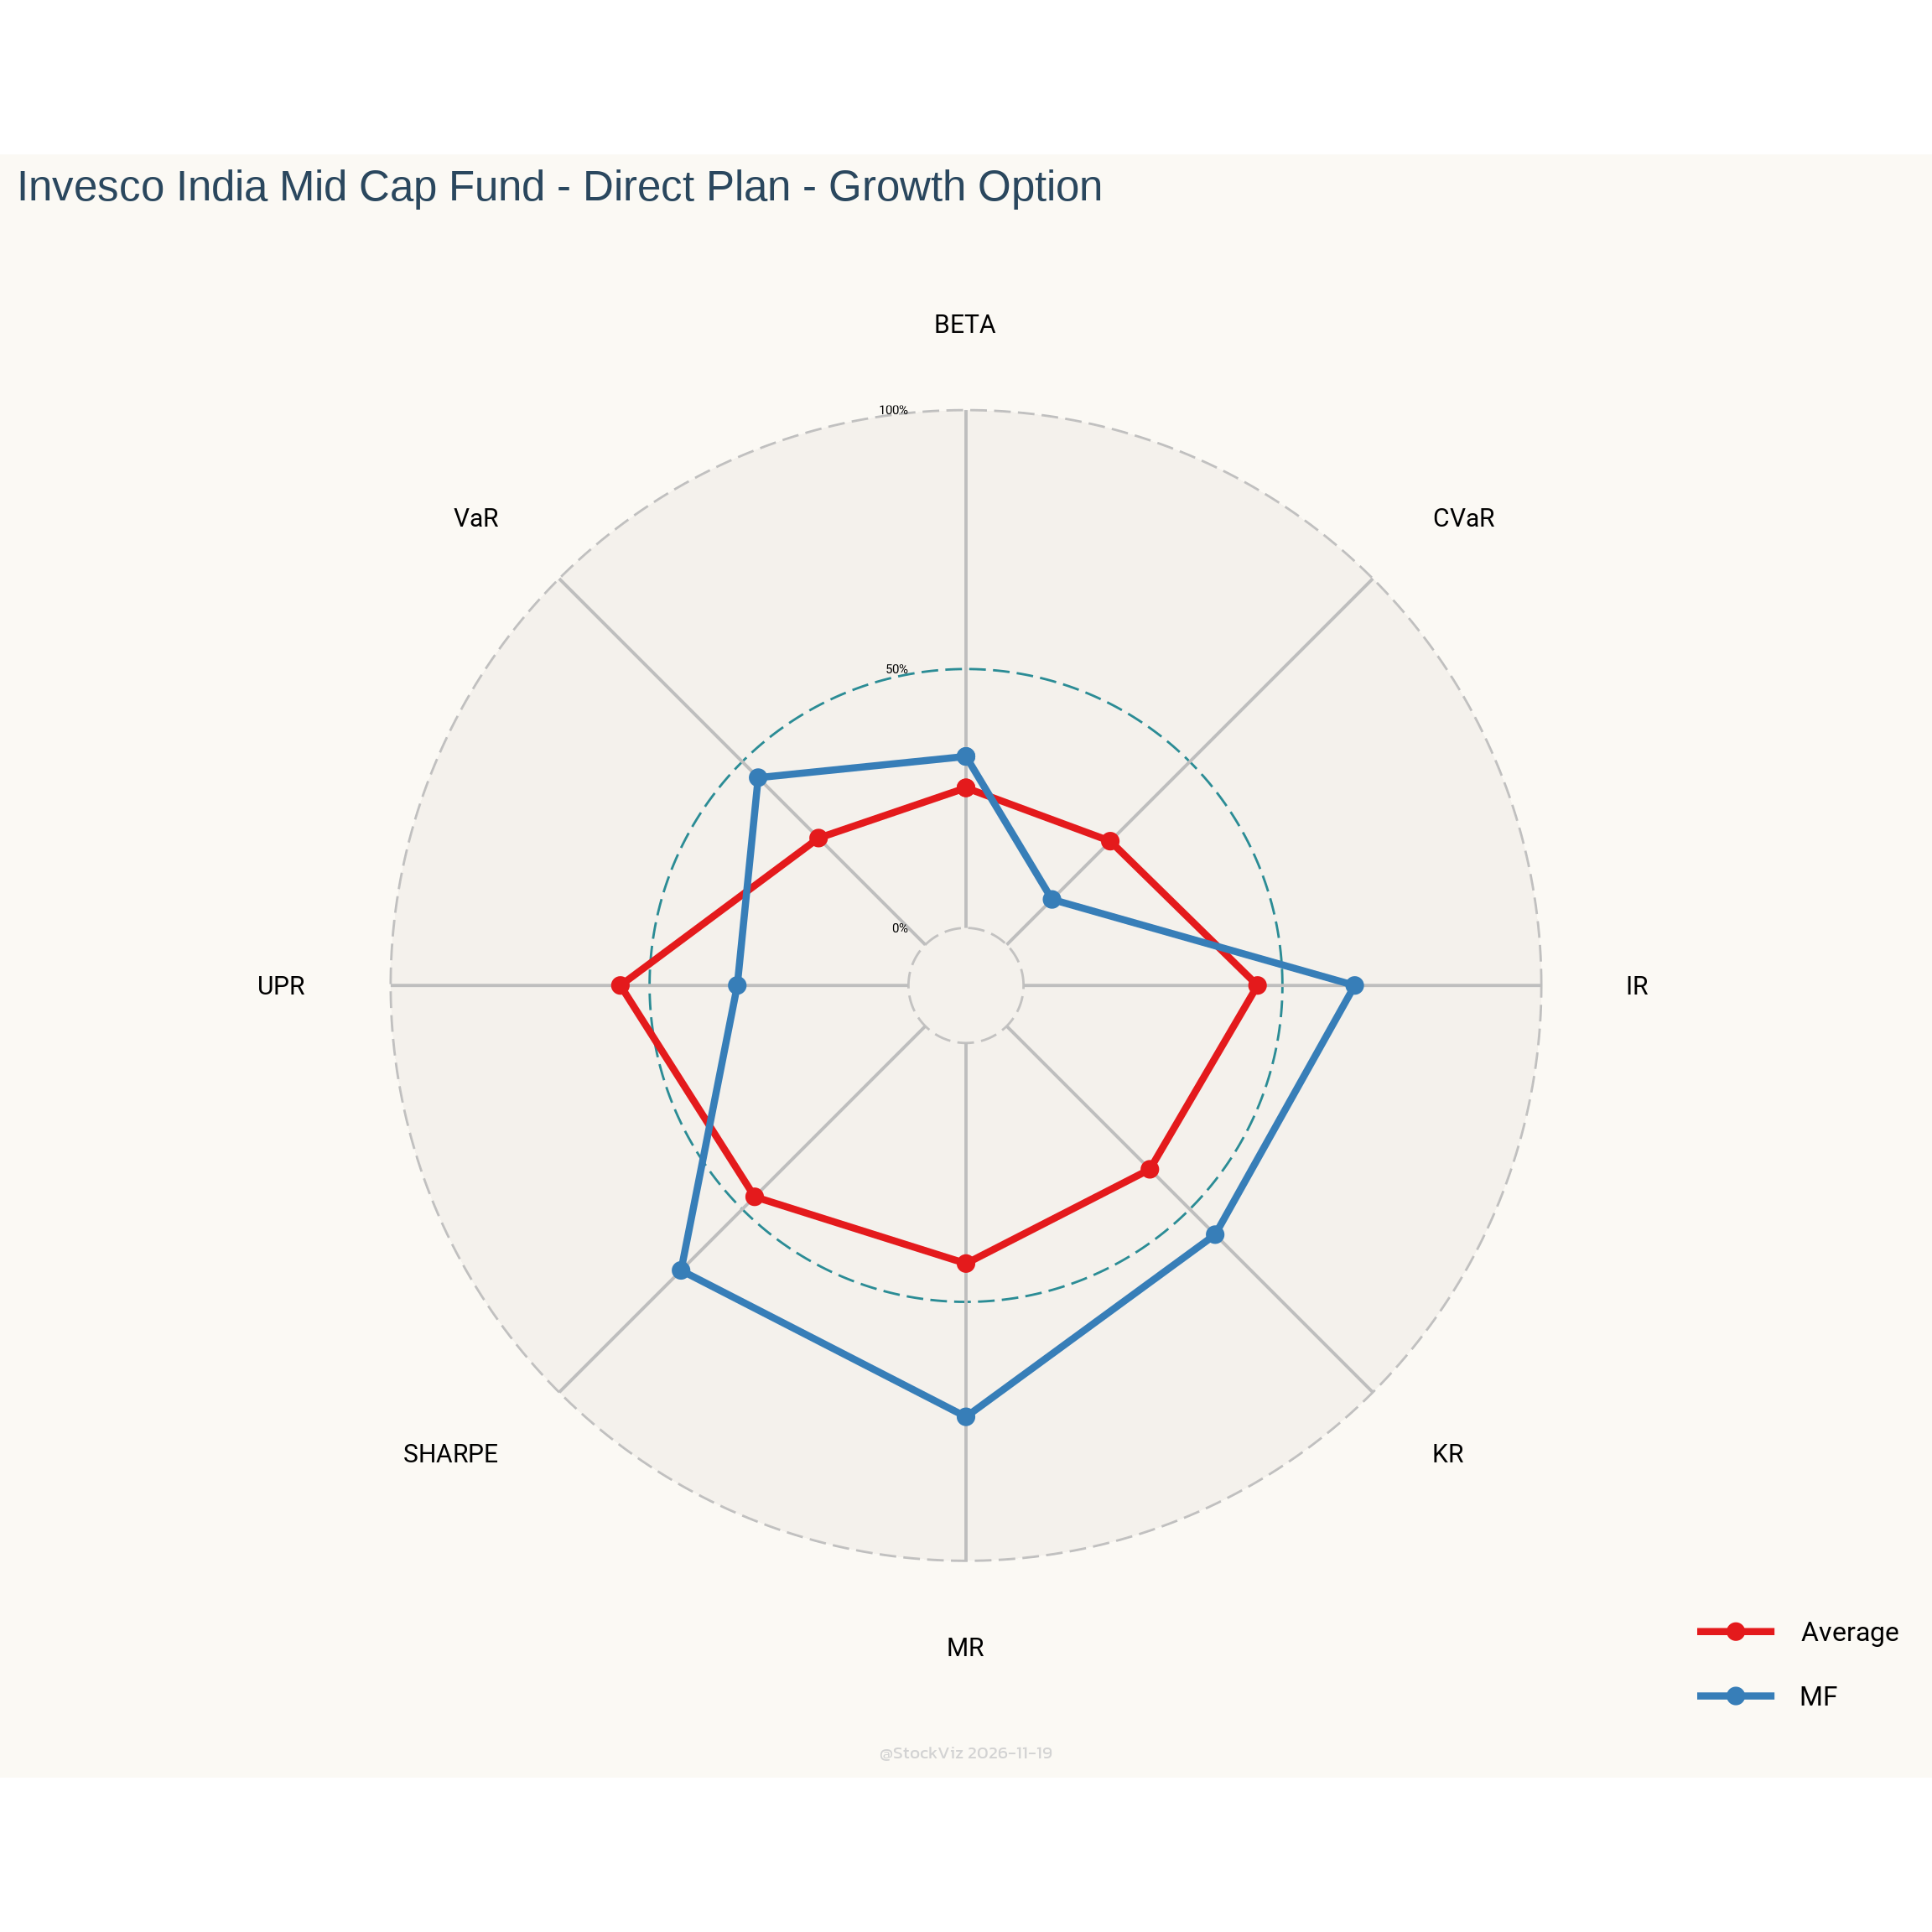 Invesco India Mid Cap Fund - Direct Plan - Growth Option
BETA
100%
VaR
CVaR
50%
0%
UPR
IR
SHARPE
KR
MR
Average
MF
@StockViz 2026-11-19